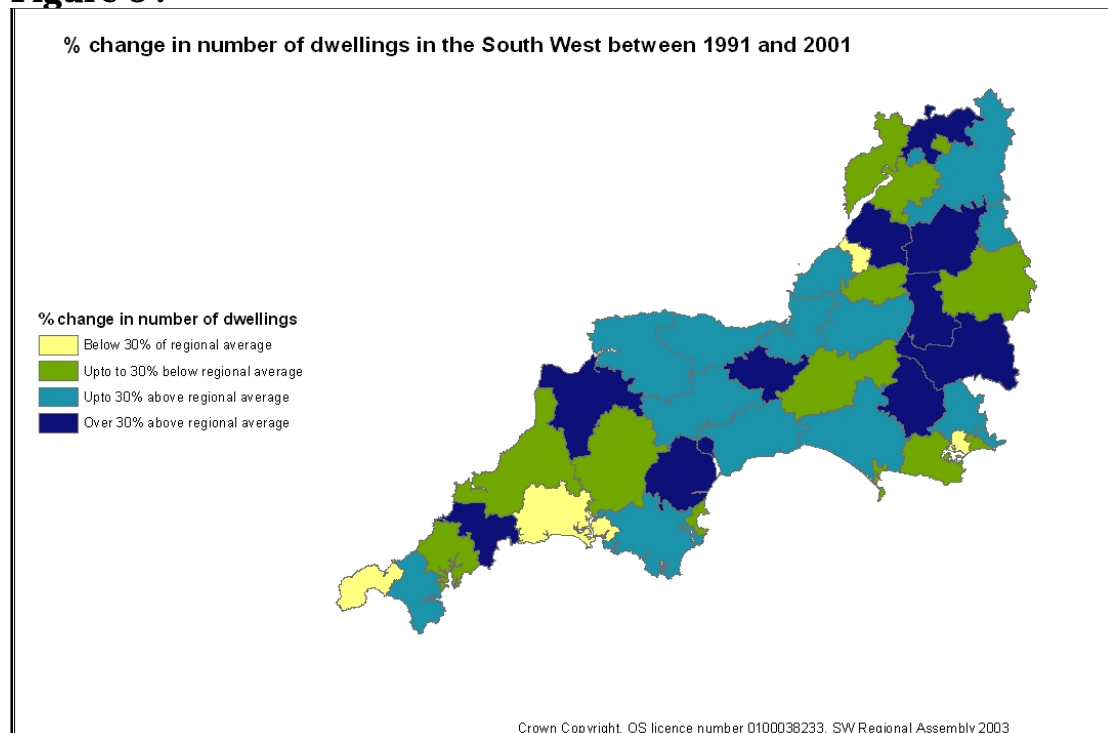 % change in number of dwellings in the South West between 1991 and 2001
% change in number of dwellings
Below 30% of regional average
Upto to 30% below regional average
Upto 30% above regional average
Over 30% above regional average
Crown Copyright. OS licence number 0100038233. SW Regional Assembly 2003